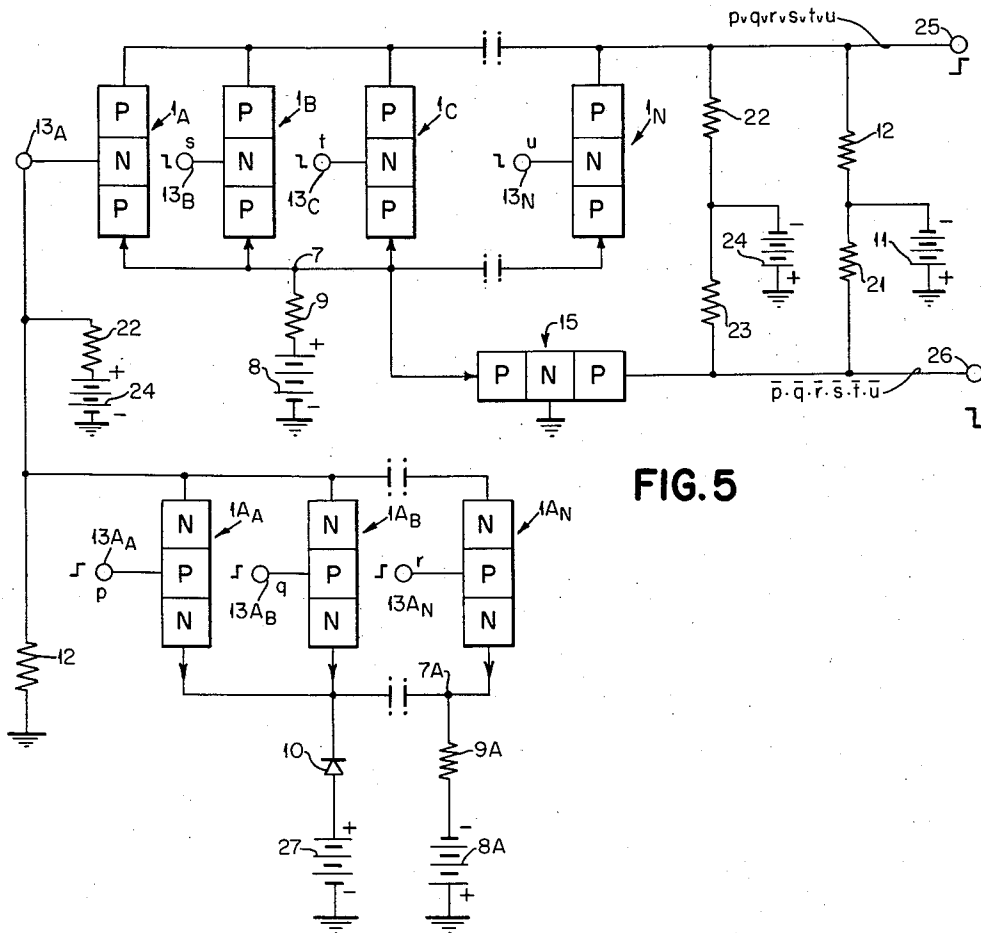 p v q v r v s v t v u
25
P
N
P
1A
P
N
P
1B
P
N
P
1C
P
N
P
1N
13A
s
13B
t
13C
u
13N
22
12
24
-
+
11
-
+
7
9
+
8
-
23
21
15
P N P
26
p̄·q̄·r̄·s̄·t̄·ū
22
+
24
-
FIG.5
N
P
N
1AA
N
P
N
1AB
N
P
N
1AN
13AA
p
13AB
q
13AN
r
12
7A
10
9A
+
27
-
-
8A
+